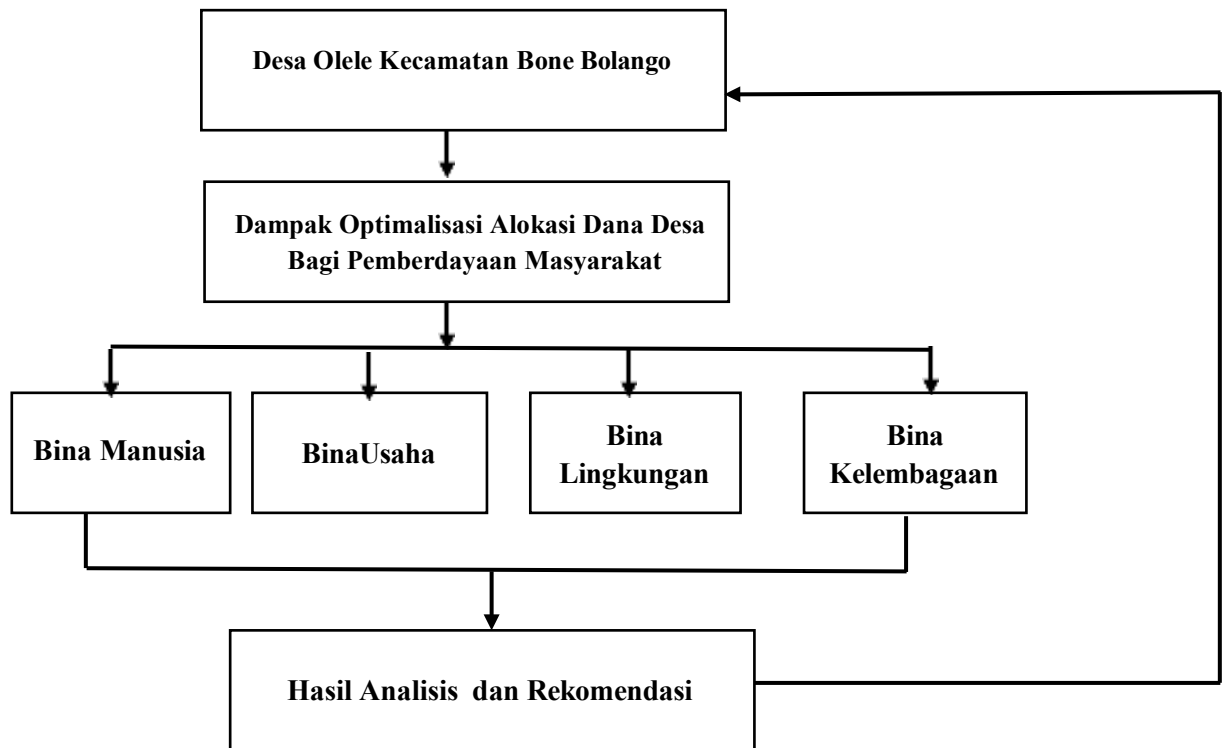 Desa Olele Kecamatan Bone Bolango
Dampak Optimalisasi Alokasi Dana Desa
Bagi Pemberdayaan Masyarakat
Bina Manusia
BinaUsaha
Bina
Lingkungan
Bina
Kelembagaan
Hasil Analisis dan Rekomendasi